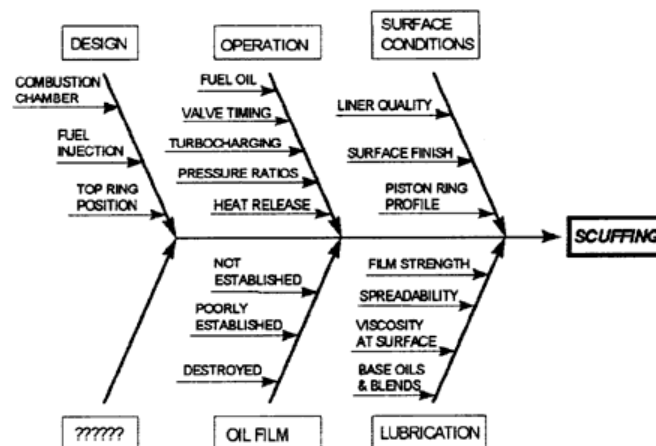 DESIGN
OPERATION
SURFACE
CONDITIONS
COMBUSTION
CHAMBER
FUEL
INJECTION
TOP RING
POSITION
FUEL OIL
VALVE TIMING
TURBOCHARGING
PRESSURE RATIOS
HEAT RELEASE
LINER QUALITY
SURFACE FINISH
PISTON RING
PROFILE
SCUFFING
NOT
ESTABLISHED
POORLY
ESTABLISHED
DESTROYED
FILM STRENGTH
SPREADABILITY
VISCOSITY
AT SURFACE
BASE OILS
& BLENDS
??????
OIL FILM
LUBRICATION